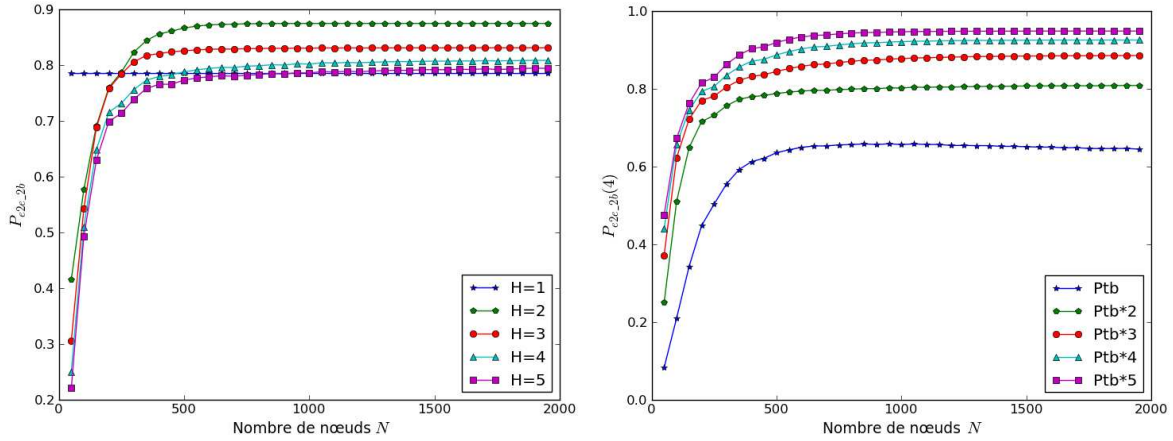 0.9
0.8
0.7
0.6
0.5
0.4
0.3
0.2
P_{e2e_2b}
0 500 1000 1500 2000
Nombre de nœuds N
H=1
H=2
H=3
H=4
H=5
1.0
0.8
0.6
0.4
0.2
0.0
P_{e2e_2b}(4)
0 500 1000 1500 2000
Nombre de nœuds N
Ptb
Ptb*2
Ptb*3
Ptb*4
Ptb*5